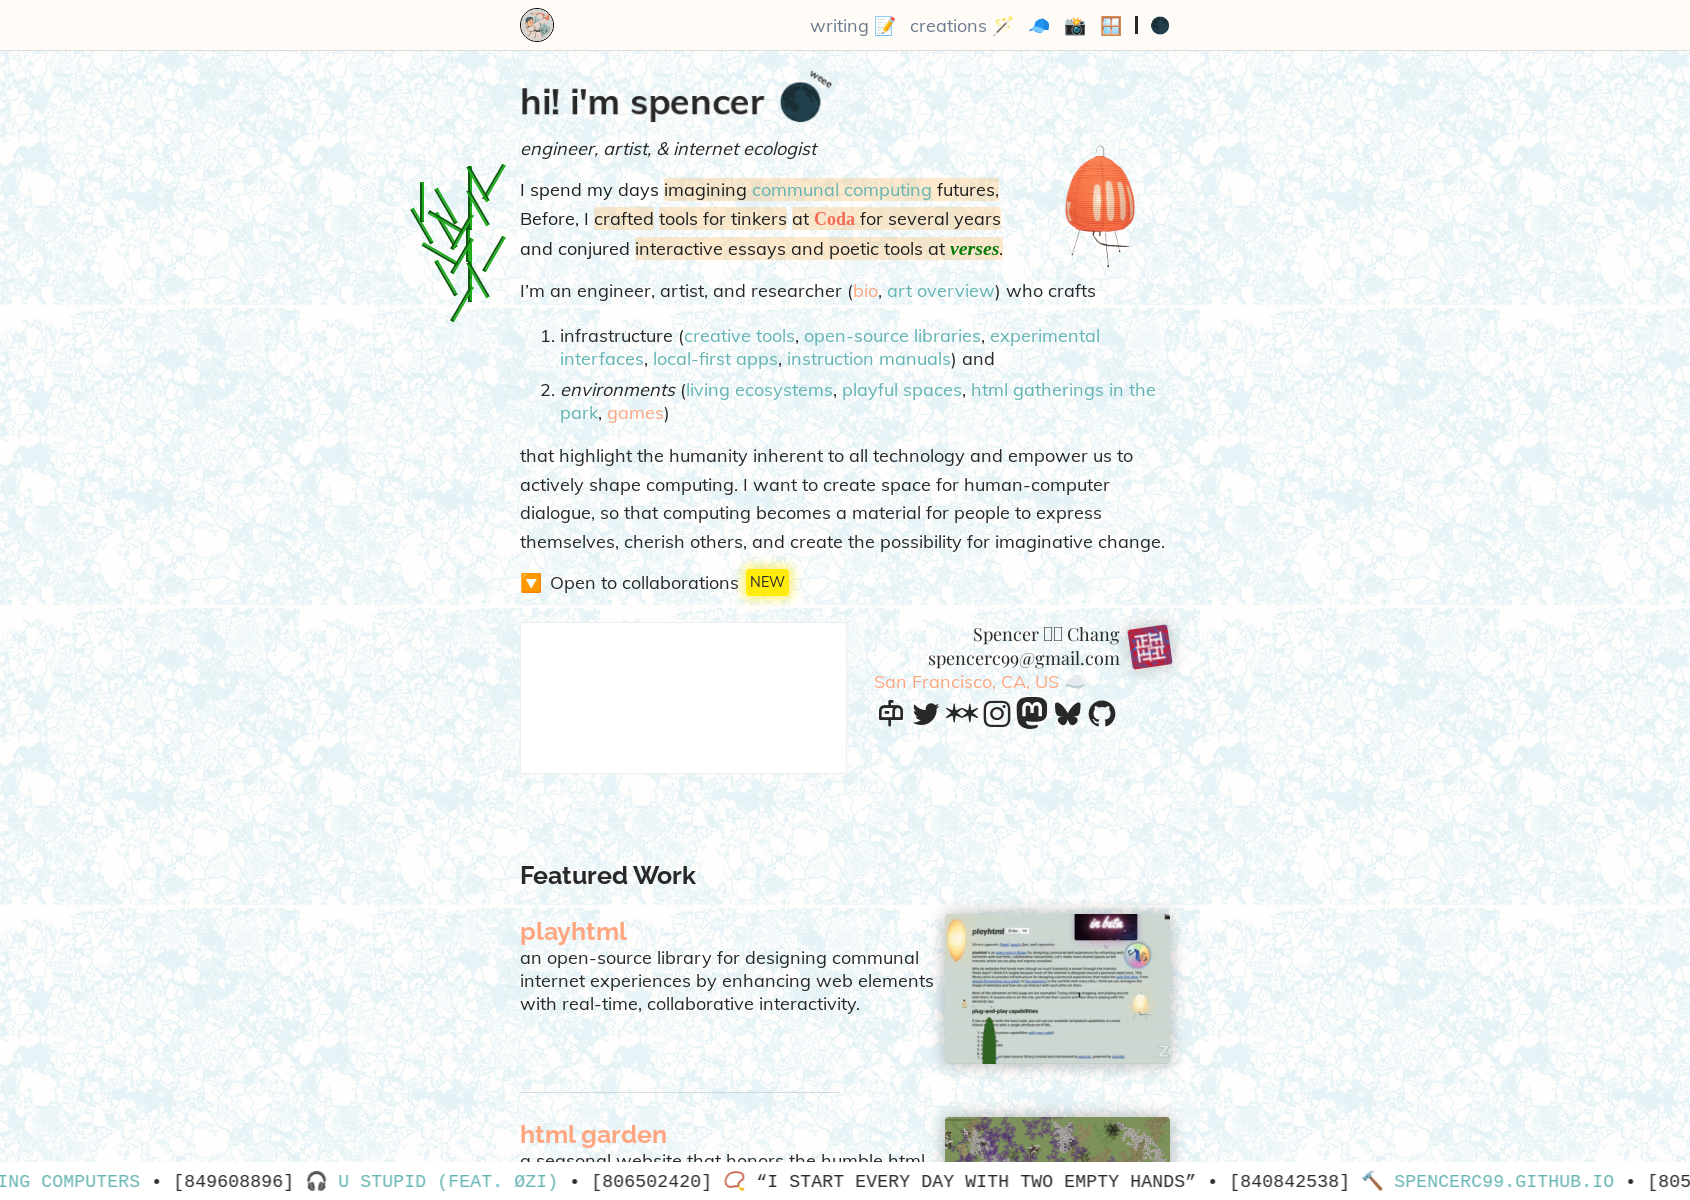 writing 📝 creations 🪄 🧢 📸 🪟 | 🌑
hi! i'm spencer 🌑 weee
engineer, artist, & internet ecologist
I spend my days imagining communal computing futures,
Before, I crafted tools for tinkers at Coda for several years
and conjured interactive essays and poetic tools at verses.
I'm an engineer, artist, and researcher (bio, art overview) who crafts
1. infrastructure (creative tools, open-source libraries, experimental
interfaces, local-first apps, instruction manuals) and
2. environments (living ecosystems, playful spaces, html gatherings in the
park, games)
that highlight the humanity inherent to all technology and empower us to
actively shape computing. I want to create space for human-computer
dialogue, so that computing becomes a material for people to express
themselves, cherish others, and create the possibility for imaginative change.
🔽 Open to collaborations NEW
Spencer Chang
spencerc99@gmail.com
San Francisco, CA, US ☁️
Featured Work
playhtml
an open-source library for designing communal
internet experiences by enhancing web elements
with real-time, collaborative interactivity.
playhtml
in beta
plug-and-play capabilities
html garden
a seasonal website that honors the humble html
ING COMPUTERS • [849608896] 🎧 U STUPID (FEAT. ØZI) • [806502420] 📿 “I START EVERY DAY WITH TWO EMPTY HANDS” • [840842538] 🔨 SPENCERC99.GITHUB.IO • [805